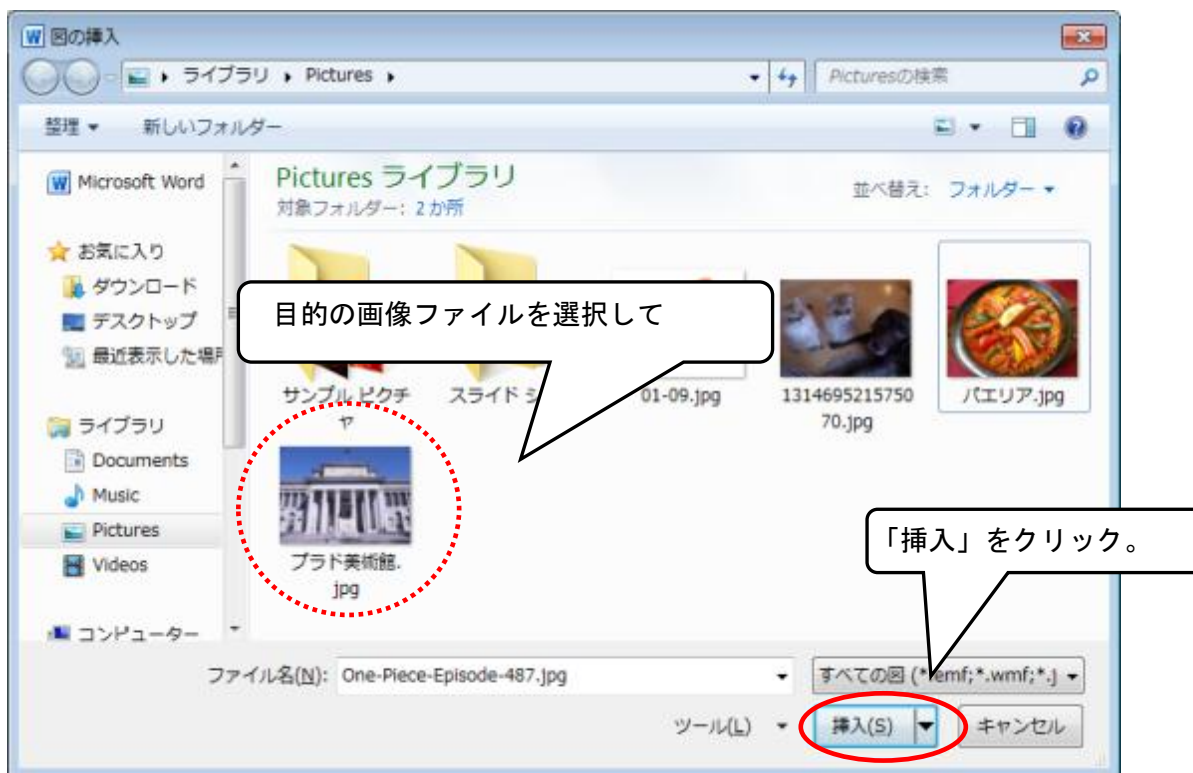 図の挿入
ライブラリ Pictures
Picturesの検索
整理 新しいフォルダー
Microsoft Word
お気に入り
ダウンロード
デスクトップ
最近表示した場所
ライブラリ
Documents
Music
Pictures
Videos
コンピューター
Pictures ライブラリ
対象フォルダー: 2 か所
並べ替え: フォルダー
目的の画像ファイルを選択して
サンプル ピクチ
ャ
スライド
01-09.jpg
1314695215750
70.jpg
パエリア.jpg
プラド美術館.
jpg
「挿入」をクリック。
ファイル名(N): One-Piece-Episode-487.jpg
すべての図 (*.emf;*.wmf;*.j
ツール(L) 挿入(S) キャンセル